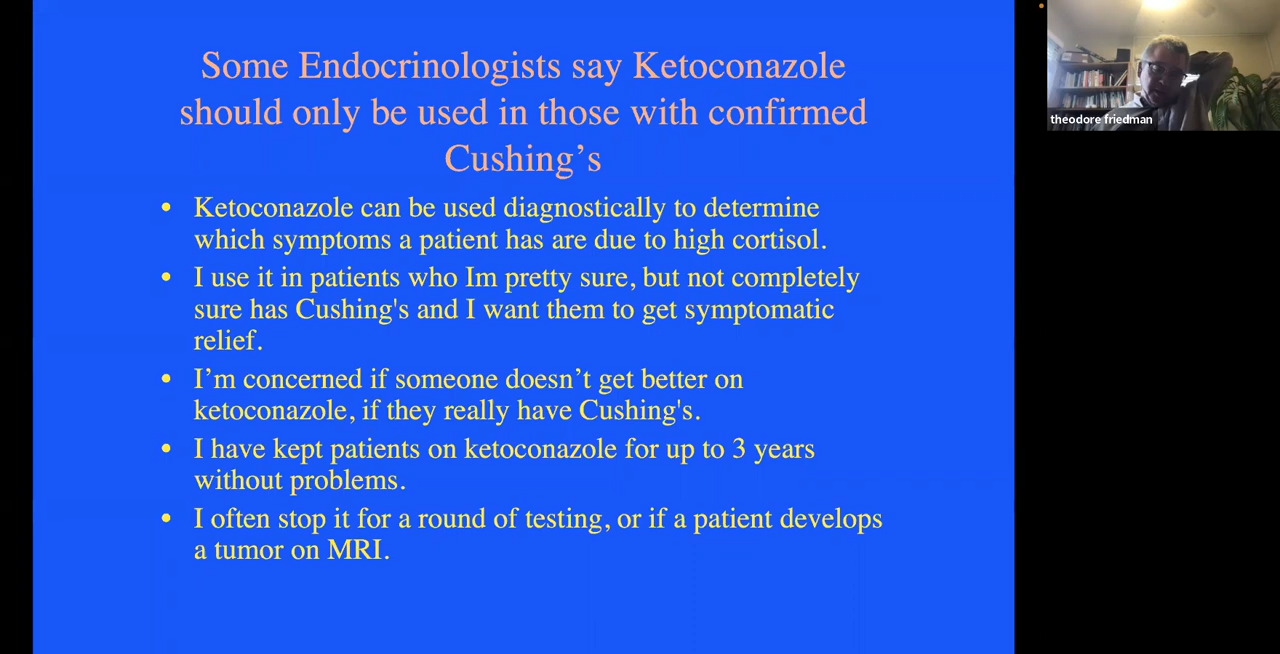 Some Endocrinologists say Ketoconazole
should only be used in those with confirmed
Cushing’s
• Ketoconazole can be used diagnostically to determine
which symptoms a patient has are due to high cortisol.
• I use it in patients who Im pretty sure, but not completely
sure has Cushing's and I want them to get symptomatic
relief.
• I’m concerned if someone doesn’t get better on
ketoconazole, if they really have Cushing's.
• I have kept patients on ketoconazole for up to 3 years
without problems.
• I often stop it for a round of testing, or if a patient develops
a tumor on MRI.
theodore friedman